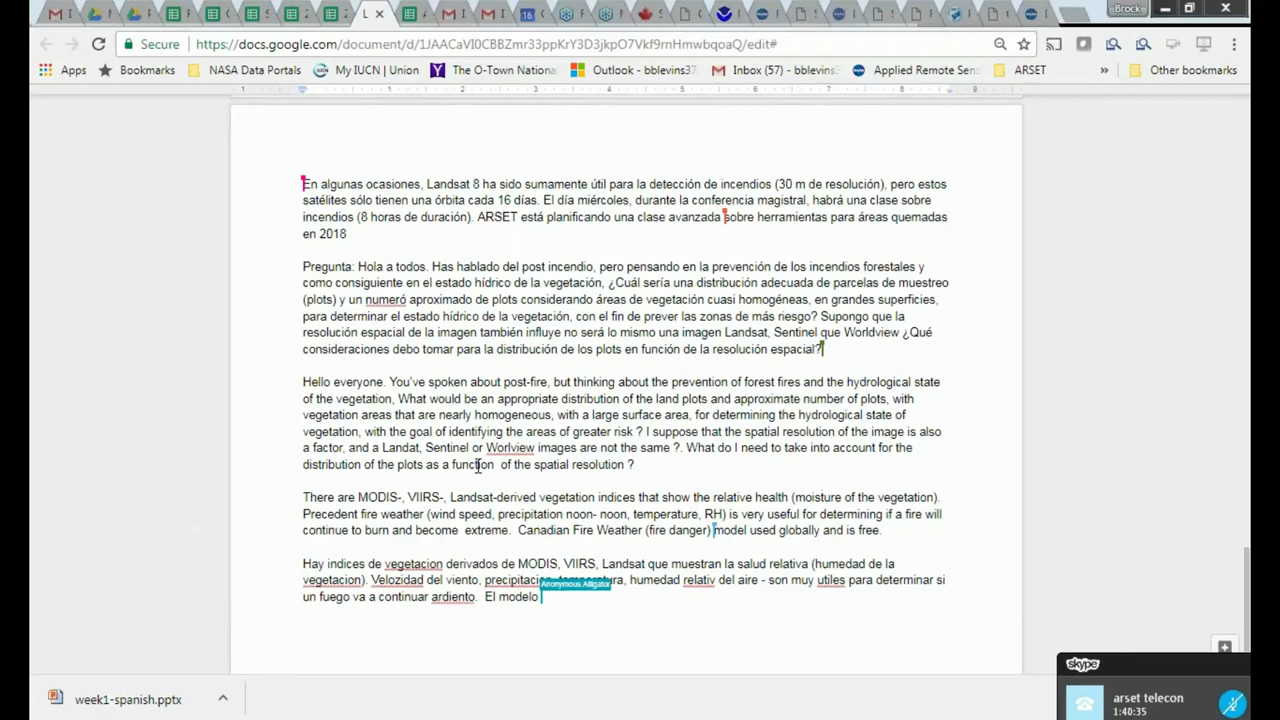 Brock
Secure
https://docs.google.com/document/d/1JAACaVI0CBBZmr33ppKrY3D3jkpO7Vkf9rnHmwbqoaQ/edit#
Apps
Bookmarks
NASA Data Portals
My IUCN | Union
The O-Town Nationa
Outlook - bblevins37
Inbox (57) - bblevins
Applied Remote Sens
ARSET
»
Other bookmarks
En algunas ocasiones, Landsat 8 ha sido sumamente útil para la detección de incendios (30 m de resolución), pero estos
satélites sólo tienen una órbita cada 16 días. El día miércoles, durante la conferencia magistral, habrá una clase sobre
incendios (8 horas de duración). ARSET está planificando una clase avanzada sobre herramientas para áreas quemadas
en 2018
Pregunta: Hola a todos. Has hablado del post incendio, pero pensando en la prevención de los incendios forestales y
como consiguiente en el estado hídrico de la vegetación, ¿Cuál sería una distribución adecuada de parcelas de muestreo
(plots) y un numeró aproximado de plots considerando áreas de vegetación cuasi homogéneas, en grandes superficies,
para determinar el estado hídrico de la vegetación, con el fin de prever las zonas de más riesgo? Supongo que la
resolución espacial de la imagen también influye no será lo mismo una imagen Landsat, Sentinel que Worldview ¿Qué
consideraciones debo tomar para la distribución de los plots en función de la resolución espacial?
Hello everyone. You've spoken about post-fire, but thinking about the prevention of forest fires and the hydrological state
of the vegetation, What would be an appropriate distribution of the land plots and approximate number of plots, with
vegetation areas that are nearly homogeneous, with a large surface area, for determining the hydrological state of
vegetation, with the goal of identifying the areas of greater risk ? I suppose that the spatial resolution of the image is also
a factor, and a Landat, Sentinel or Worlview images are not the same ?. What do I need to take into account for the
distribution of the plots as a function of the spatial resolution ?
There are MODIS-, VIIRS-, Landsat-derived vegetation indices that show the relative health (moisture of the vegetation).
Precedent fire weather (wind speed, precipitation noon- noon, temperature, RH) is very useful for determining if a fire will
continue to burn and become extreme. Canadian Fire Weather (fire danger) model used globally and is free.
Hay indices de vegetacion derivados de MODIS, VIIRS, Landsat que muestran la salud relativa (humedad de la
vegetacion). Velozidad del viento, precipitacion, temperatura, humedad relativ del aire - son muy utiles para determinar si
Anonymous Alligator
un fuego va a continuar ardiento. El modelo
week1-spanish.pptx
skype
arset telecon
1:40:35